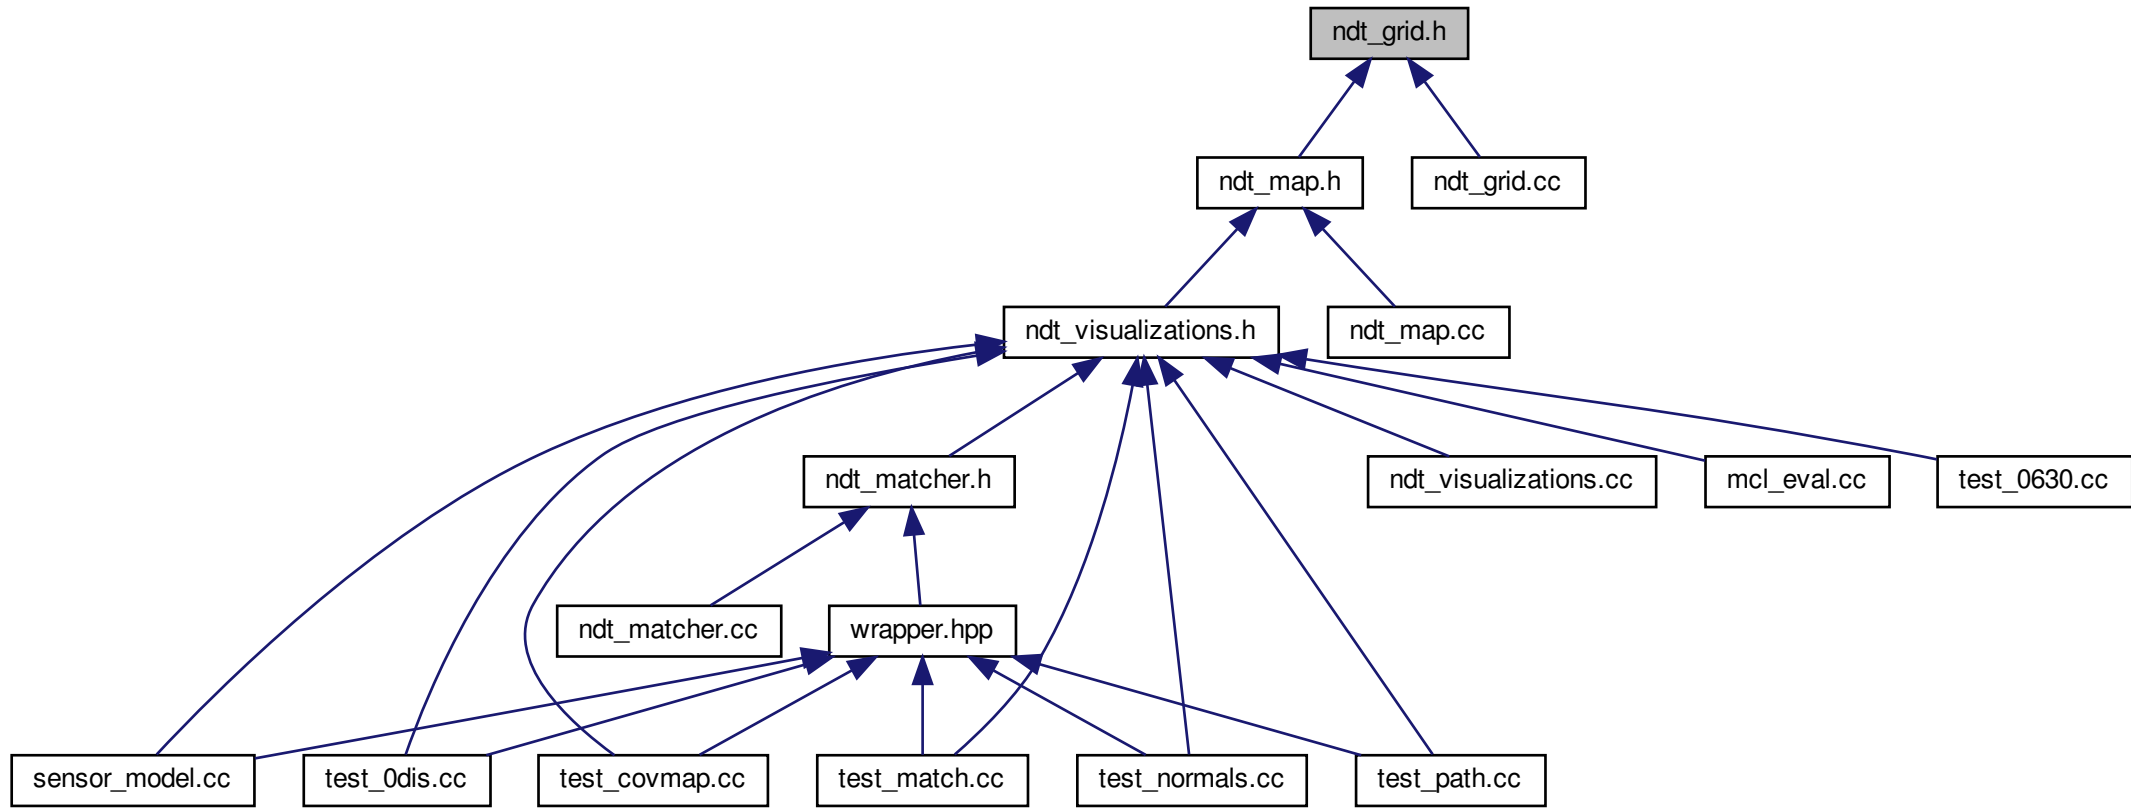 ndt_grid.h
ndt_map.h
ndt_grid.cc
ndt_visualizations.h
ndt_map.cc
ndt_matcher.h
ndt_visualizations.cc
mcl_eval.cc
test_0630.cc
ndt_matcher.cc
wrapper.hpp
sensor_model.cc
test_0dis.cc
test_covmap.cc
test_match.cc
test_normals.cc
test_path.cc